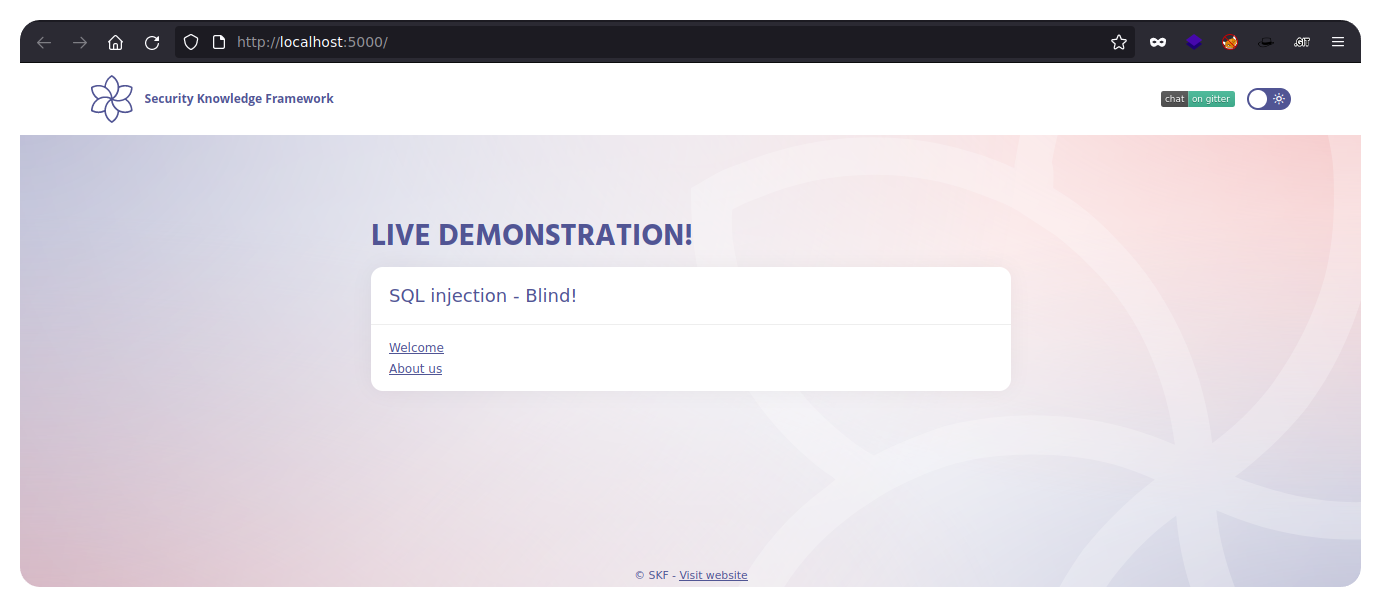 http://localhost:5000/
.GIT
Security Knowledge Framework
chat on gitter
LIVE DEMONSTRATION!
SQL injection - Blind!
Welcome
About us
© SKF - Visit website